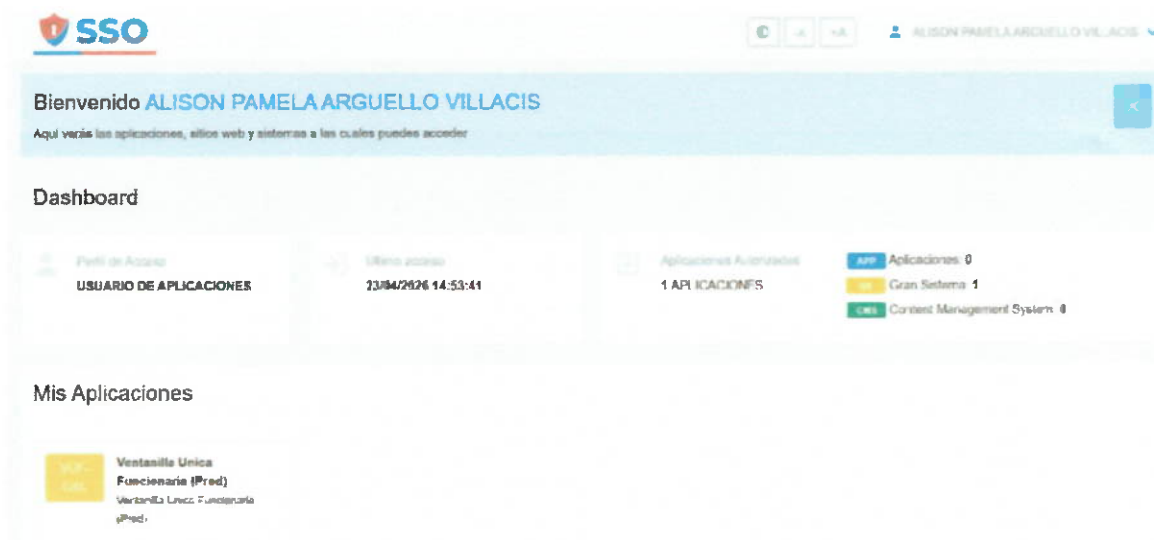 SSO
-A +A ALISON PAMELA ARGUELLO VILLACIS
Bienvenido ALISON PAMELA ARGUELLO VILLACIS
Aquí verás las aplicaciones, sitios web y sistemas a las cuales puedes acceder
Dashboard
Perfil de Acceso
USUARIO DE APLICACIONES
Último acceso
23/04/2026 14:53:41
Aplicaciones Autorizadas
1 APLICACIONES
APP Aplicaciones: 0
Gran Sistema: 1
CMS Content Management System: 0
Mis Aplicaciones
Ventanilla Unica
Funcionario (Prod)
Ventanilla Unica Funcionario
(Prod)